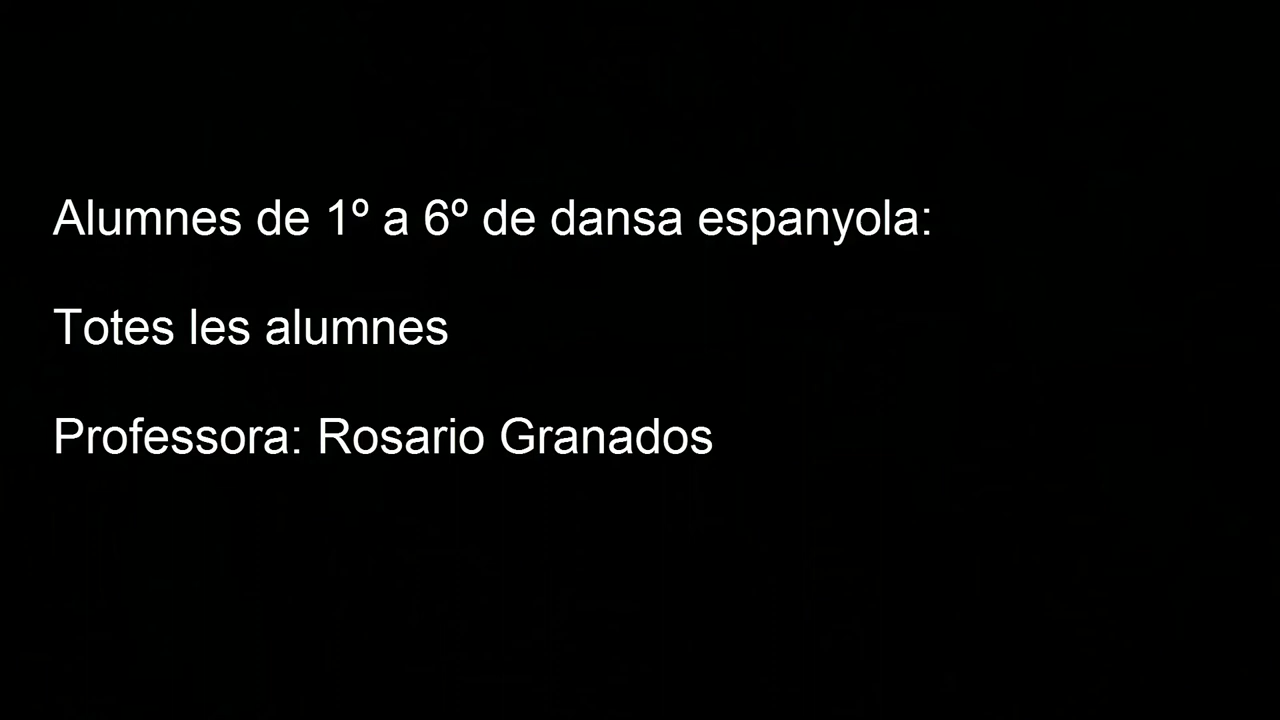 Alumnes de 1º a 6º de dansa espanyola:
Totes les alumnes
Professora: Rosario Granados